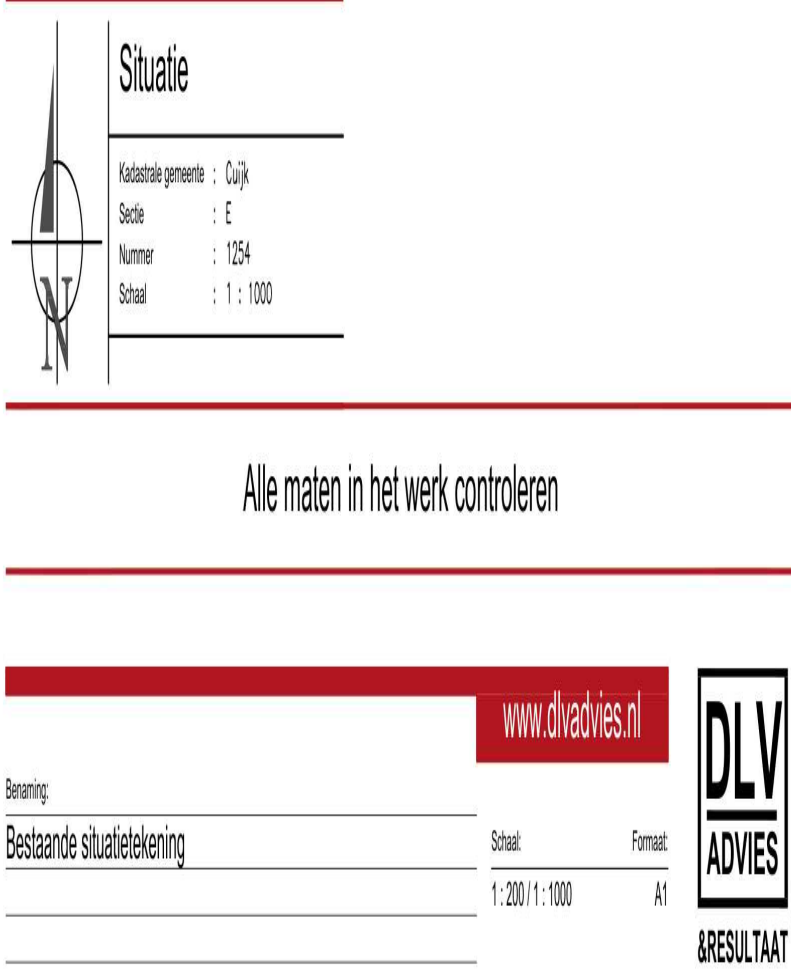 Situatie
Kadastrale gemeente : Cuijk
Sectie : E
Nummer : 1254
Schaal : 1 : 1000
N
Alle maten in het werk controleren
www.dlvadvies.nl
DLV
ADVIES
&RESULTAAT
Benaming:
Bestaande situatietekening
Schaal: Formaat:
1 : 200 / 1 : 1000 A1